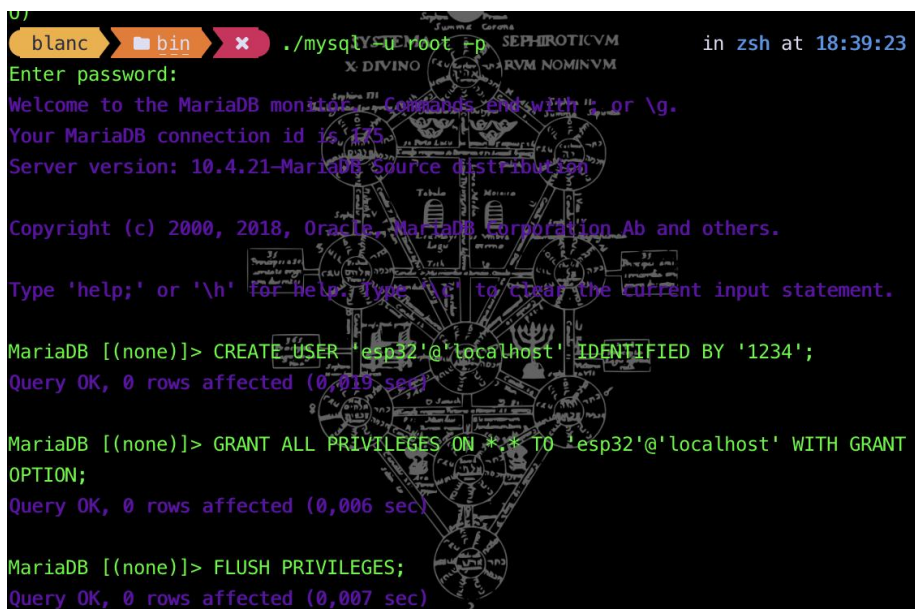 Summa Corona
blanc bin × ./mysql -u root -p in zsh at 18:39:23
SYSTEMA SEPHIROTICVM
X DIVINO RVM NOMINVM
Enter password:
Welcome to the MariaDB monitor. Commands end with ; or \g.
Your MariaDB connection id is 175
Server version: 10.4.21-MariaDB Source distribution
Copyright (c) 2000, 2018, Oracle, MariaDB Corporation Ab and others.
Type 'help;' or '\h' for help. Type '\c' to clear the current input statement.
MariaDB [(none)]> CREATE USER 'esp32'@'localhost' IDENTIFIED BY '1234';
Query OK, 0 rows affected (0,019 sec)
MariaDB [(none)]> GRANT ALL PRIVILEGES ON *.* TO 'esp32'@'localhost' WITH GRANT
OPTION;
Query OK, 0 rows affected (0,006 sec)
MariaDB [(none)]> FLUSH PRIVILEGES;
Query OK, 0 rows affected (0,007 sec)